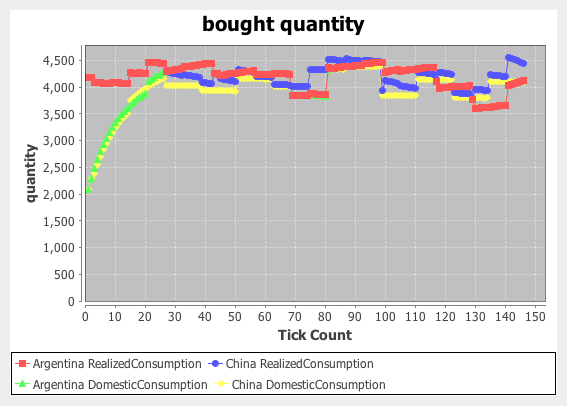 bought quantity
4,500
4,000
3,500
3,000
2,500
2,000
1,500
1,000
500
0
quantity
0 10 20 30 40 50 60 70 80 90 100 110 120 130 140 150
Tick Count
Argentina RealizedConsumption China RealizedConsumption
Argentina DomesticConsumption China DomesticConsumption